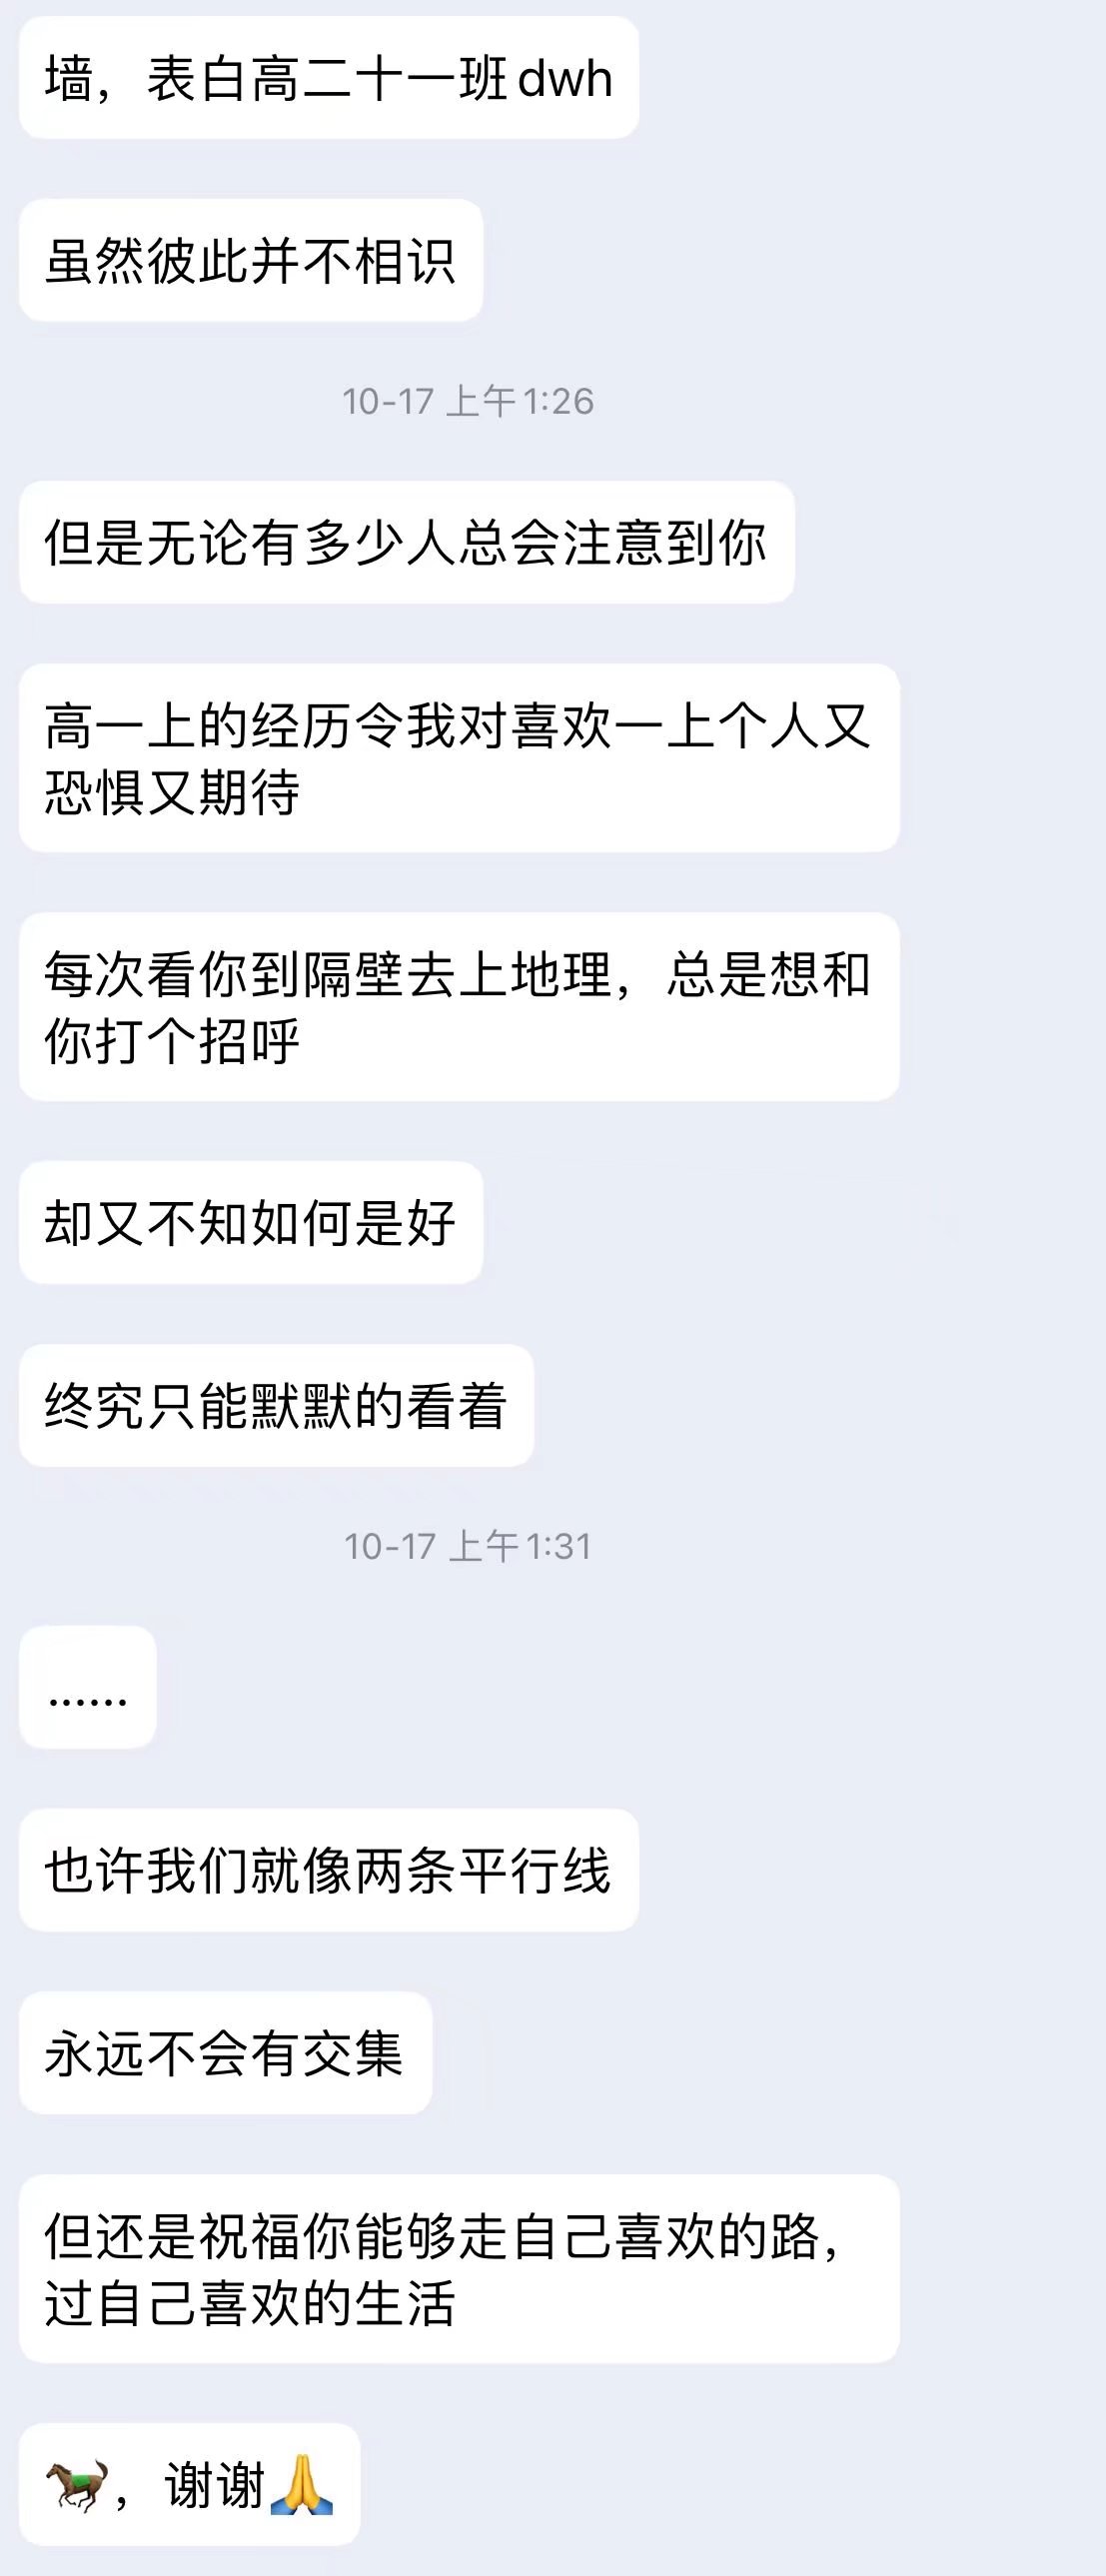 墙，表白高二十一班dwh
虽然彼此并不相识
10-17 上午1:26
但是无论有多少人总会注意到你
高一上的经历令我对喜欢一上个人又
恐惧又期待
每次看你到隔壁去上地理，总是想和
你打个招呼
却又不知如何是好
终究只能默默的看着
10-17 上午1:31
......
也许我们就像两条平行线
永远不会有交集
但还是祝福你能够走自己喜欢的路，
过自己喜欢的生活
🐎，谢谢🙏